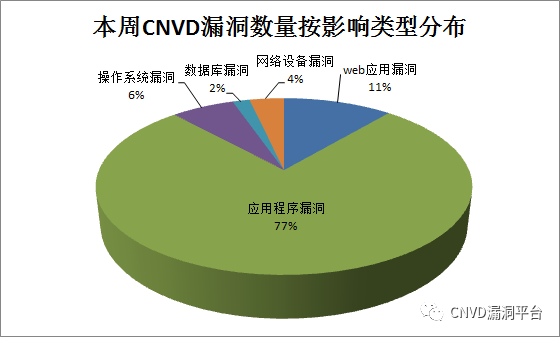 本周CNVD漏洞数量按影响类型分布
网络设备漏洞
4%
数据库漏洞
2%
操作系统漏洞
6%
web应用漏洞
11%
应用程序漏洞
77%
CNVD漏洞平台